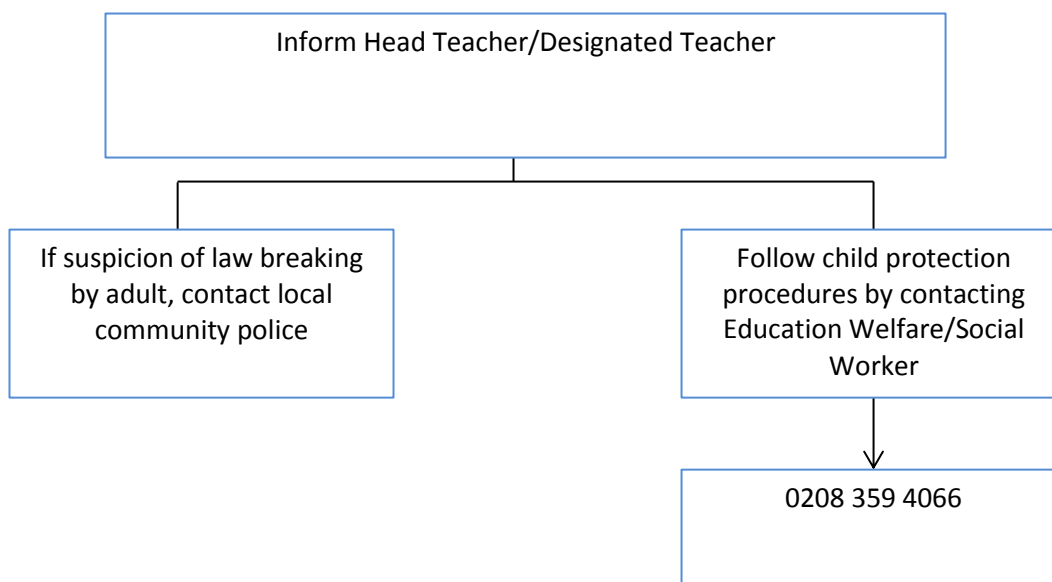 Inform Head Teacher/Designated Teacher
If suspicion of law breaking
by adult, contact local
community police
Follow child protection
procedures by contacting
Education Welfare/Social
Worker
0208 359 4066